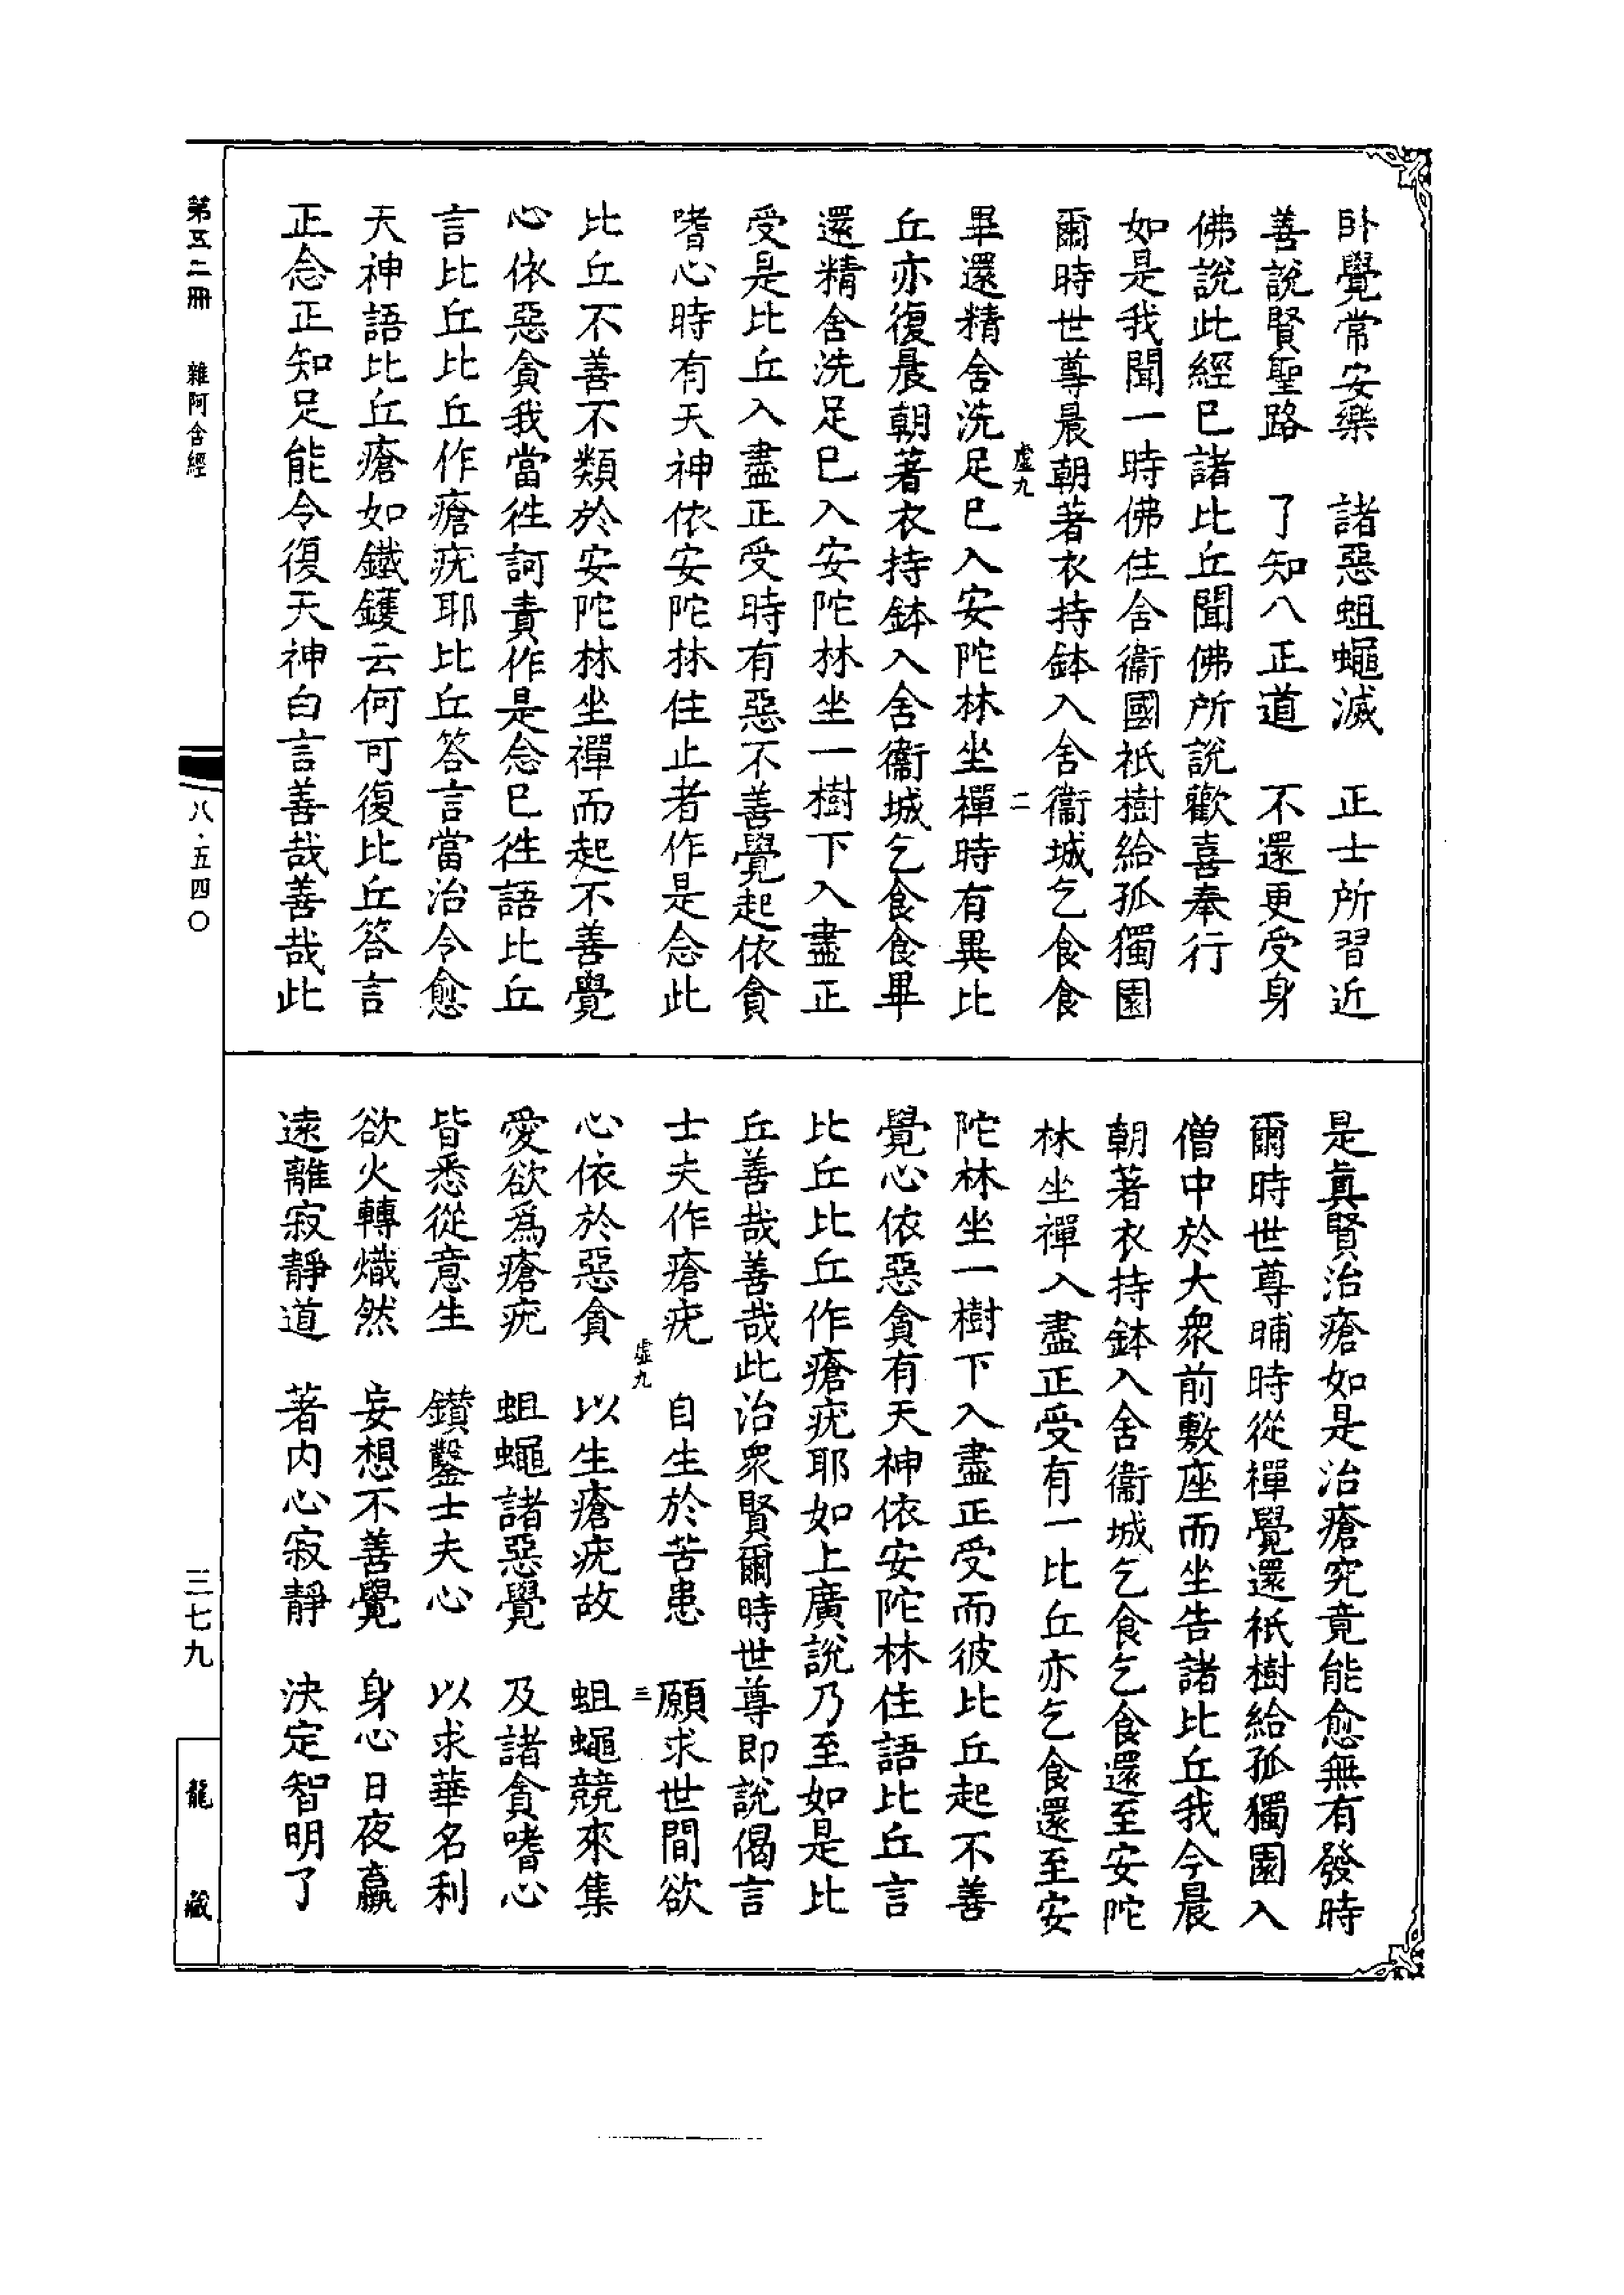 卧覺常安樂　諸惡蛆蠅滅　正士所習近
善說賢聖路　了知八正道　不還更受身
佛說此經已諸比丘聞佛所說歡喜奉行
如是我聞一時佛住舍衞國祇樹給孤獨園
爾時世尊晨朝著衣持鉢入舍衞城乞食食
虛九　二
畢還精舍洗足已入安陀林坐禪時有異比
丘亦復晨朝著衣持鉢入舍衞城乞食食畢
還精舍洗足已入安陀林坐一樹下入晝正
受是比丘入晝正受時有惡不善覺起依貪
嗜心時有天神依安陀林住止者作是念此
比丘不善不類於安陀林坐禪而起不善覺
心依惡貪我當徃訶責作是念已徃語比丘
言比丘比丘作瘡疣耶比丘答言當治令愈
天神語比丘瘡如鐵鑊云何可復比丘答言
正念正知足能令復天神白言善哉善哉此
是眞賢治瘡如是治瘡究竟能愈無有發時
爾時世尊晡時從禪覺還祇樹給孤獨園入
僧中於大衆前敷座而坐告諸比丘我今晨
朝著衣持鉢入舍衞城乞食乞食還至安陀
林坐禪入晝正受有一比丘亦乞食還至安
陀林坐一樹下入晝正受而彼比丘起不善
覺心依惡貪有天神依安陀林住語比丘言
比丘比丘作瘡疣耶如上廣說乃至如是比
丘善哉善哉此治衆賢爾時世尊即說偈言
士夫作瘡疣　自生於苦患　願求世間欲
虛九　三
心依於惡貪　以生瘡疣故　蛆蠅競來集
愛欲爲瘡疣　蛆蠅諸惡覺　及諸貪嗜心
皆悉從意生　鑽鑿士夫心　以求華名利
欲火轉熾然　妄想不善覺　身心日夜羸
遠離寂靜道　著内心寂靜　決定智明了
第五二冊　雜阿含經
八·五四〇
三七九
龍藏